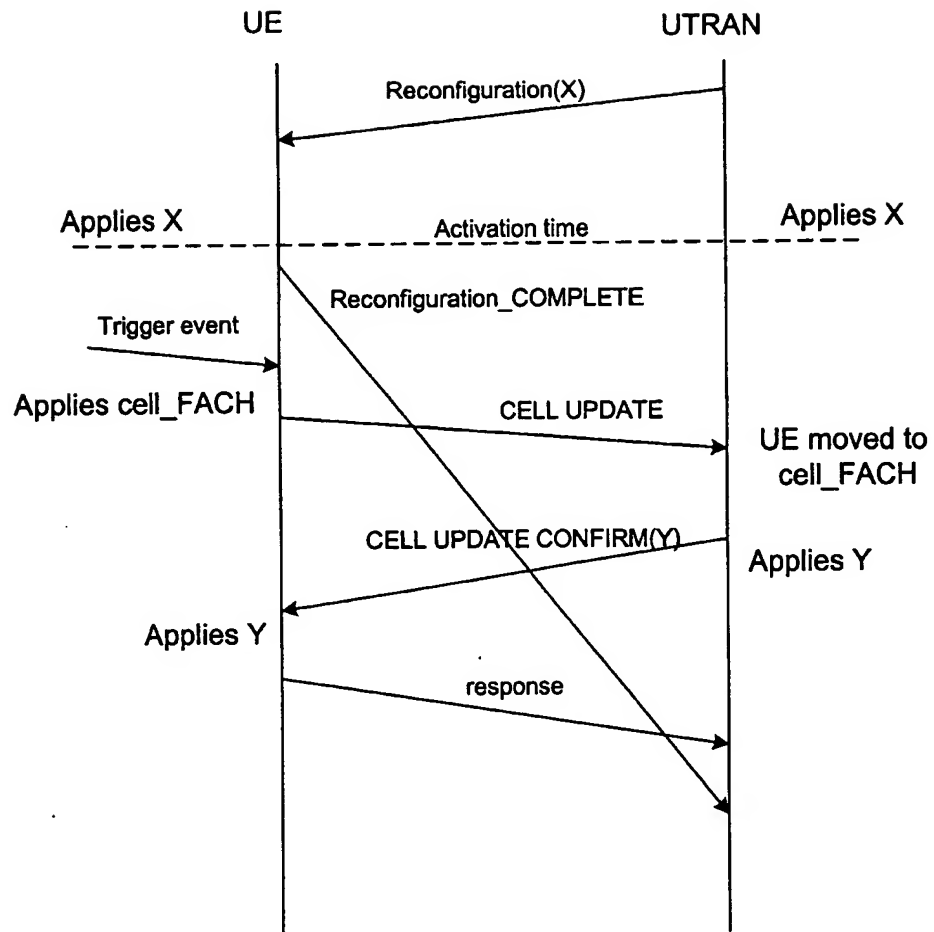 UE
UTRAN
Reconfiguration(X)
Applies X
Activation time
Applies X
Reconfiguration_COMPLETE
Trigger event
Applies cell_FACH
CELL UPDATE
UE moved to
cell_FACH
CELL UPDATE CONFIRM(Y)
Applies Y
Applies Y
response